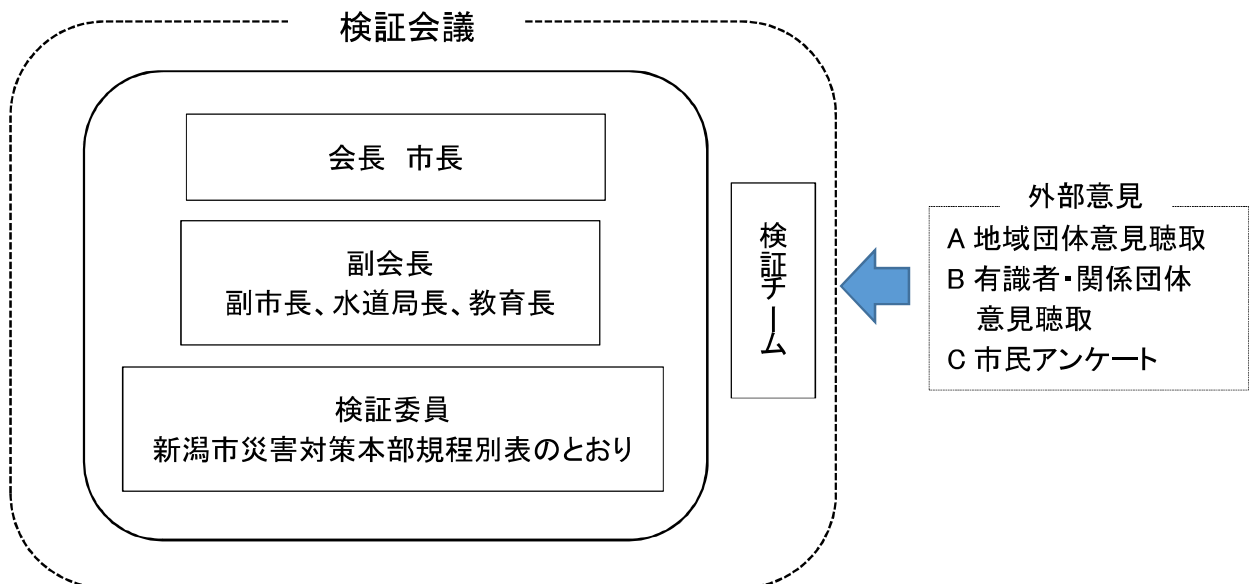 検証会議
会長 市長
副会長
副市長、水道局長、教育長
検証委員
新潟市災害対策本部規程別表のとおり
検証チーム
外部意見
A 地域団体意見聴取
B 有識者・関係団体
意見聴取
C 市民アンケート